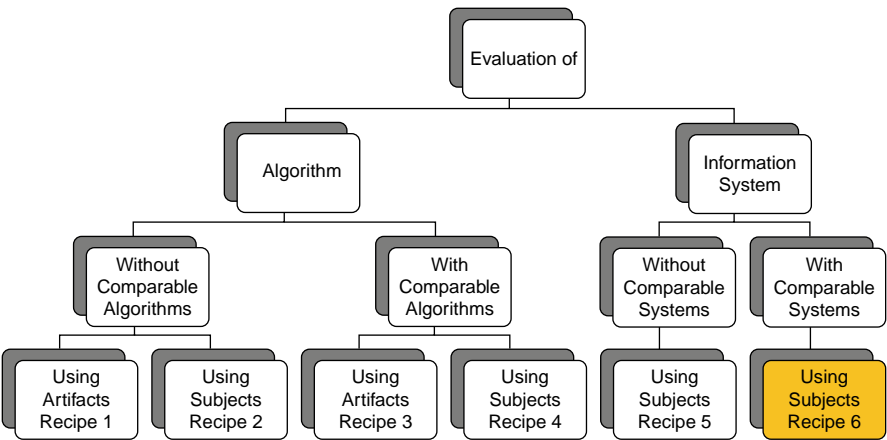 Evaluation of
Algorithm
Information
System
Without
Comparable
Algorithms
With
Comparable
Algorithms
Without
Comparable
Systems
With
Comparable
Systems
Using
Artifacts
Recipe 1
Using
Subjects
Recipe 2
Using
Artifacts
Recipe 3
Using
Subjects
Recipe 4
Using
Subjects
Recipe 5
Using
Subjects
Recipe 6